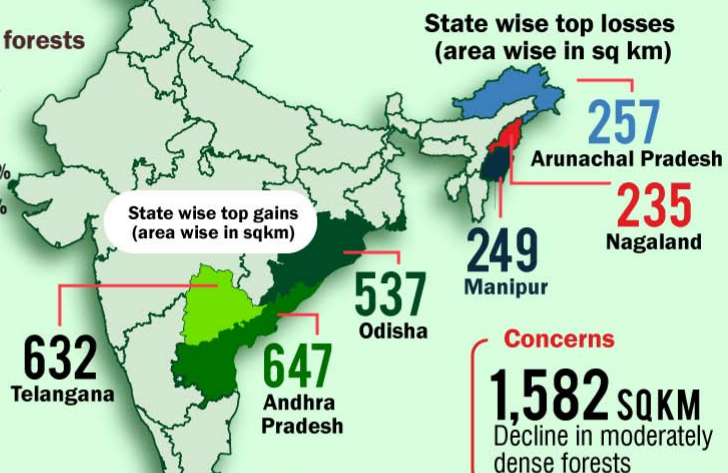 forests
%
%
State wise top losses
(area wise in sq km)
257
Arunachal Pradesh
235
Nagaland
249
Manipur
State wise top gains
(area wise in sqkm)
537
Odisha
632
Telangana
647
Andhra
Pradesh
Concerns
1,582 SQ KM
Decline in moderately
dense forests